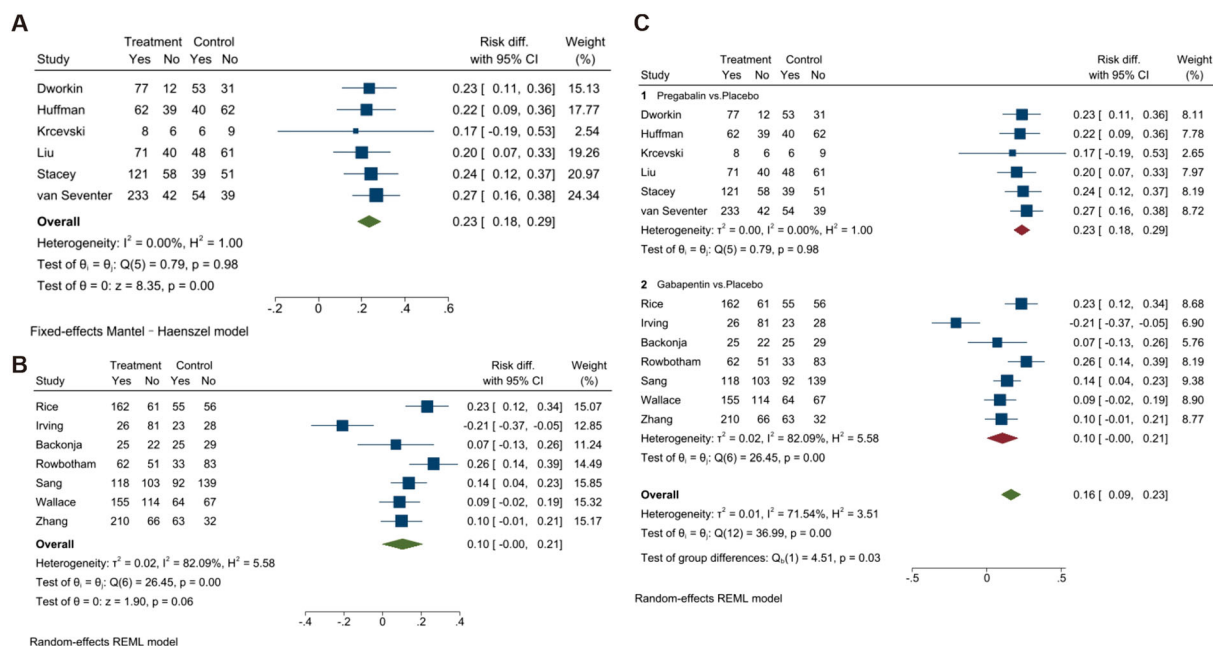 A
Treatment Control Risk diff. Weight
Study Yes No Yes No with 95% CI (%)
Dworkin 77 12 53 31 0.23 [ 0.11, 0.36] 15.13
Huffman 62 39 40 62 0.22 [ 0.09, 0.36] 17.77
Krcevski 8 6 6 9 0.17 [ -0.19, 0.53] 2.54
Liu 71 40 48 61 0.20 [ 0.07, 0.33] 19.26
Stacey 121 58 39 51 0.24 [ 0.12, 0.37] 20.97
van Seventer 233 42 54 39 0.27 [ 0.16, 0.38] 24.34
Overall 0.23 [ 0.18, 0.29]
Heterogeneity: I² = 0.00%, H² = 1.00
Test of θᵢ = θⱼ: Q(5) = 0.79, p = 0.98
Test of θ = 0: z = 8.35, p = 0.00
-.2 0 .2 .4 .6
Fixed-effects Mantel - Haenszel model
B
Treatment Control Risk diff. Weight
Study Yes No Yes No with 95% CI (%)
Rice 162 61 55 56 0.23 [ 0.12, 0.34] 15.07
Irving 26 81 23 28 -0.21 [ -0.37, -0.05] 12.85
Backonja 25 22 25 29 0.07 [ -0.13, 0.26] 11.24
Rowbotham 62 51 33 83 0.26 [ 0.14, 0.39] 14.49
Sang 118 103 92 139 0.14 [ 0.04, 0.23] 15.85
Wallace 155 114 64 67 0.09 [ -0.02, 0.19] 15.32
Zhang 210 66 63 32 0.10 [ -0.01, 0.21] 15.17
Overall 0.10 [ -0.00, 0.21]
Heterogeneity: τ² = 0.02, I² = 82.09%, H² = 5.58
Test of θᵢ = θⱼ: Q(6) = 26.45, p = 0.00
Test of θ = 0: z = 1.90, p = 0.06
-.4 -.2 0 .2 .4
Random-effects REML model
C
Treatment Control Risk diff. Weight
Study Yes No Yes No with 95% CI (%)
1 Pregabalin vs.Placebo
Dworkin 77 12 53 31 0.23 [ 0.11, 0.36] 8.11
Huffman 62 39 40 62 0.22 [ 0.09, 0.36] 7.78
Krcevski 8 6 6 9 0.17 [ -0.19, 0.53] 2.65
Liu 71 40 48 61 0.20 [ 0.07, 0.33] 7.97
Stacey 121 58 39 51 0.24 [ 0.12, 0.37] 8.19
van Seventer 233 42 54 39 0.27 [ 0.16, 0.38] 8.72
Heterogeneity: τ² = 0.00, I² = 0.00%, H² = 1.00 0.23 [ 0.18, 0.29]
Test of θᵢ = θⱼ: Q(5) = 0.79, p = 0.98
2 Gabapentin vs.Placebo
Rice 162 61 55 56 0.23 [ 0.12, 0.34] 8.68
Irving 26 81 23 28 -0.21 [ -0.37, -0.05] 6.90
Backonja 25 22 25 29 0.07 [ -0.13, 0.26] 5.76
Rowbotham 62 51 33 83 0.26 [ 0.14, 0.39] 8.19
Sang 118 103 92 139 0.14 [ 0.04, 0.23] 9.38
Wallace 155 114 64 67 0.09 [ -0.02, 0.19] 8.90
Zhang 210 66 63 32 0.10 [ -0.01, 0.21] 8.77
Heterogeneity: τ² = 0.02, I² = 82.09%, H² = 5.58 0.10 [ -0.00, 0.21]
Test of θᵢ = θⱼ: Q(6) = 26.45, p = 0.00
Overall 0.16 [ 0.09, 0.23]
Heterogeneity: τ² = 0.01, I² = 71.54%, H² = 3.51
Test of θᵢ = θⱼ: Q(12) = 36.99, p = 0.00
Test of group differences: Q_b(1) = 4.51, p = 0.03
-.5 0 .5
Random-effects REML model